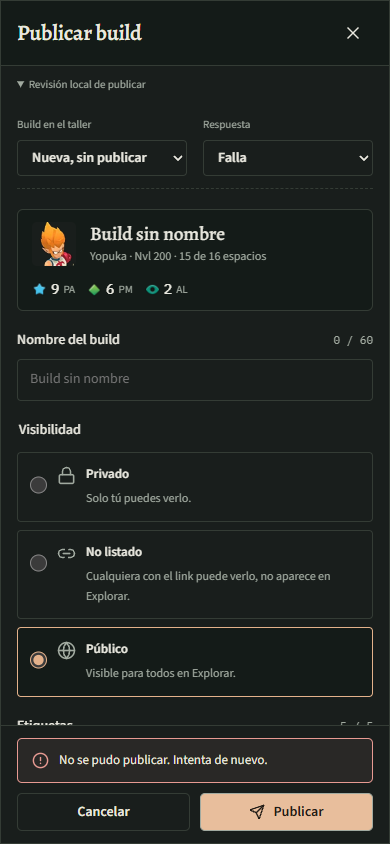 Publicar build
Revisión local de publicar
Build en el taller
Respuesta
Nueva, sin publicar
Falla
Build sin nombre
Yopuka · Nvl 200 · 15 de 16 espacios
9 PA 6 PM 2 AL
Nombre del build
0 / 60
Build sin nombre
Visibilidad
Privado
Solo tú puedes verlo.
No listado
Cualquiera con el link puede verlo, no aparece en
Explorar.
Público
Visible para todos en Explorar.
Etiquetas
5 / 5
No se pudo publicar. Intenta de nuevo.
Cancelar
Publicar